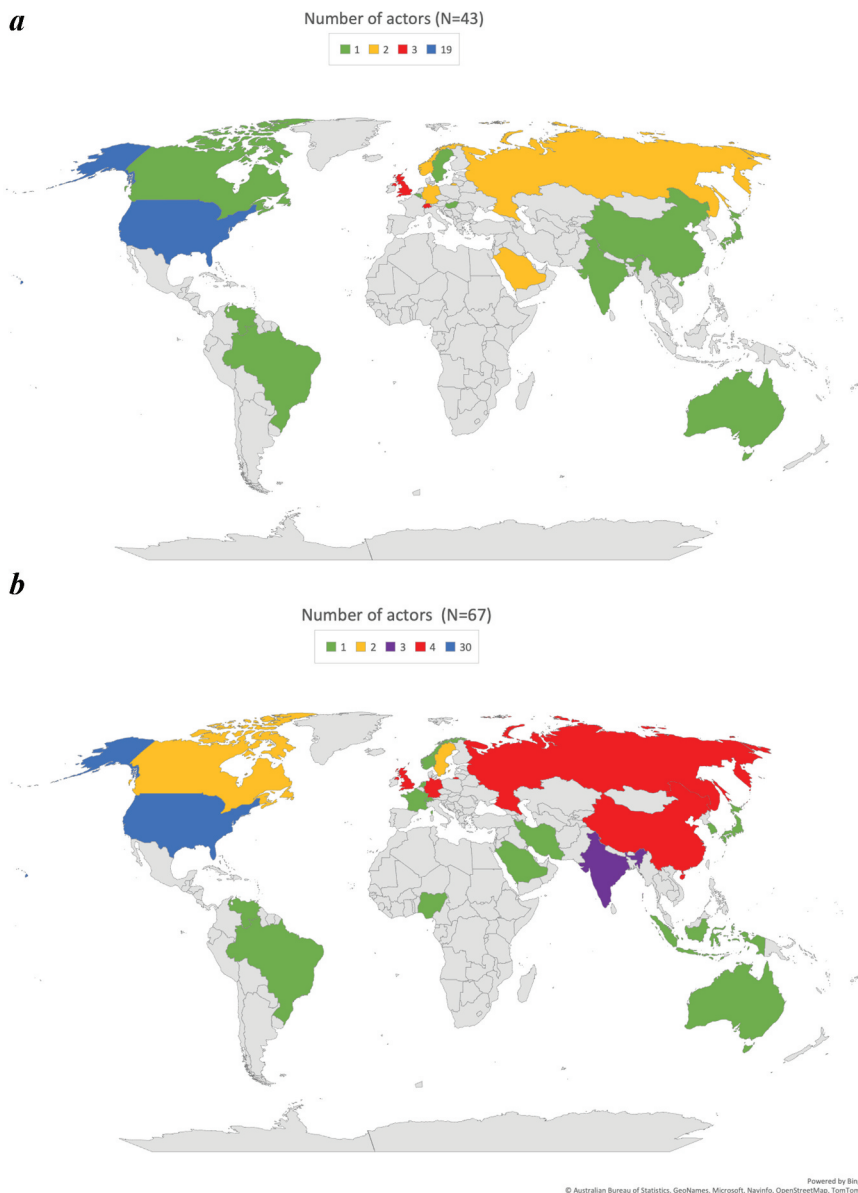 a
Number of actors (N=43)
1 2 3 19
b
Number of actors (N=67)
1 2 3 4 30
Powered by Bin
© Australian Bureau of Statistics, GeoNames, Microsoft, Navinfo, OpenStreetMap, TomTom